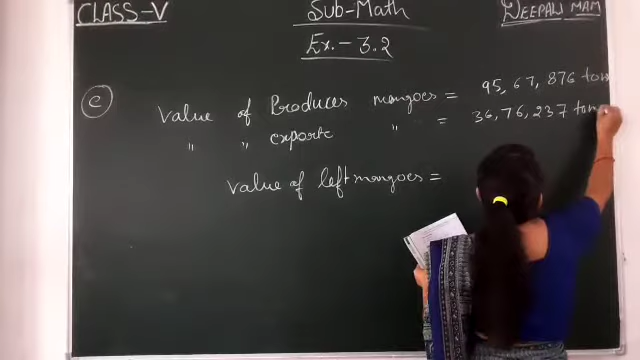 CLASS-V
Sub-Math
DEEPALI MAM
Ex.-3.2
(e)
Value of Produces mangoes = 95,67,876 tons
" " exports " = 36,76,237 tons
Value of left mangoes =